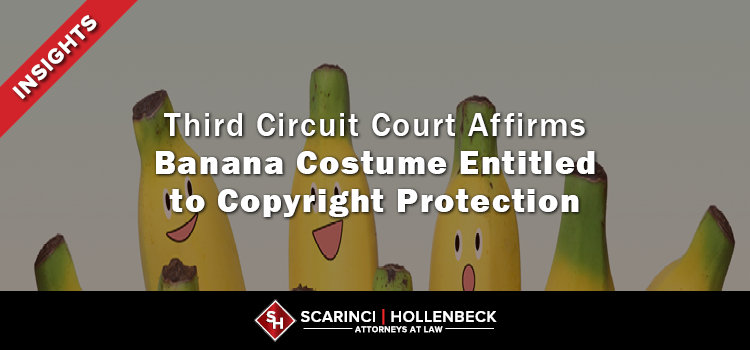 INSIGHTS
Third Circuit Court Affirms
Banana Costume Entitled
to Copyright Protection
SH
SCARINCI | HOLLENBECK
ATTORNEYS AT LAW